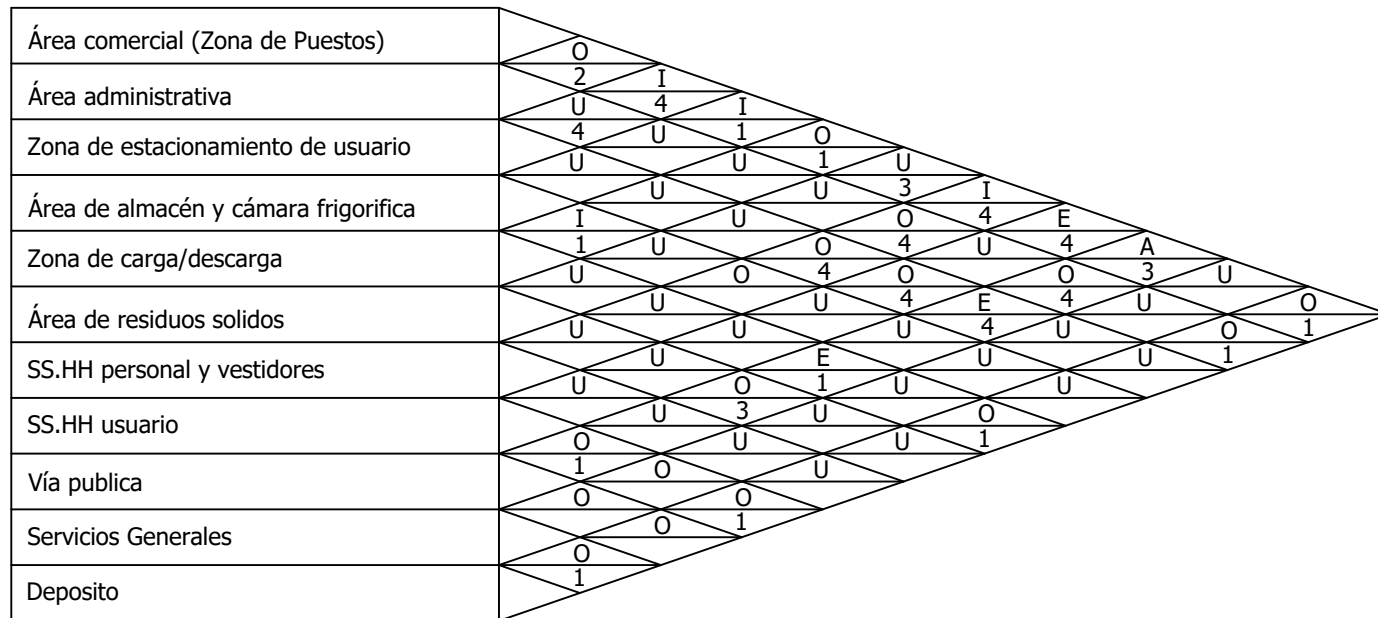 Área comercial (Zona de Puestos)
O
2 I
Área administrativa
U 4 I
4 U 1 O
Zona de estacionamiento de usuario
U U 1 U
U U 3 I
Área de almacén y cámara frigorifica
I U O 4 E
1 U O 4 U 4 A
Zona de carga/descarga
U O 4 O O 3 U
U U 4 E 4 U O
Área de residuos solidos
U U U 4 U O 1
U E U U 1
SS.HH personal y vestidores
U O 1 U U
U 3 U O
SS.HH usuario
O U U 1
1 O U
Vía publica
O O
O 1
Servicios Generales
O
1
Deposito